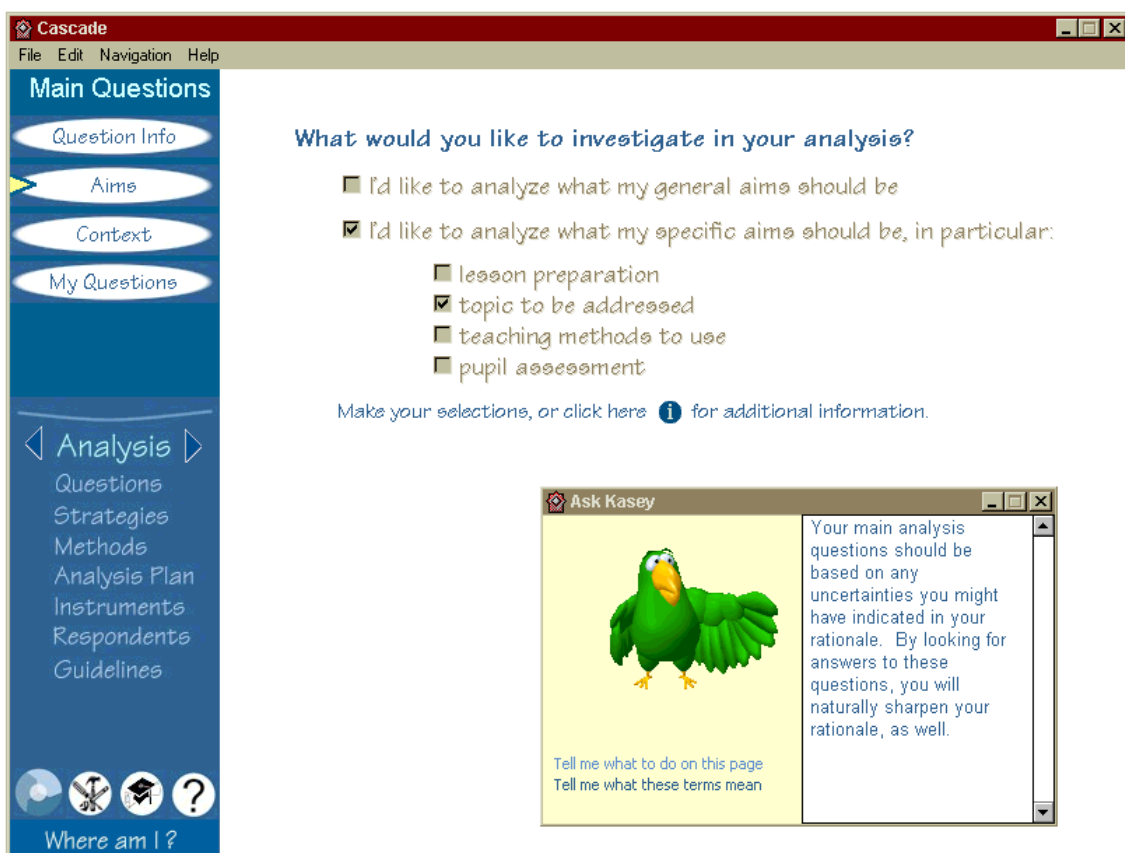 Cascade
File Edit Navigation Help
Main Questions
Question Info
Aims
Context
My Questions
Analysis
Questions
Strategies
Methods
Analysis Plan
Instruments
Respondents
Guidelines
?
Where am I ?
What would you like to investigate in your analysis?
I'd like to analyze what my general aims should be
I'd like to analyze what my specific aims should be, in particular:
lesson preparation
topic to be addressed
teaching methods to use
pupil assessment
Make your selections, or click here i for additional information.
Ask Kasey
Tell me what to do on this page
Tell me what these terms mean
Your main analysis
questions should be
based on any
uncertainties you might
have indicated in your
rationale. By looking for
answers to these
questions, you will
naturally sharpen your
rationale, as well.